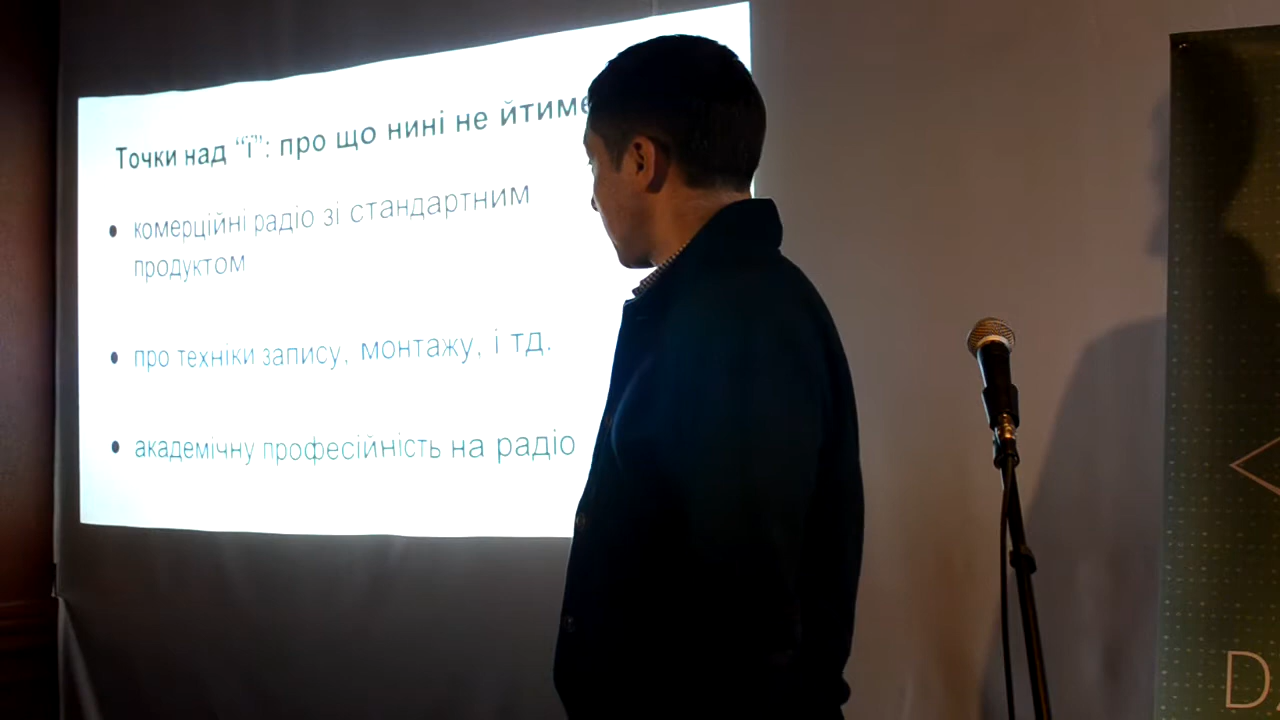 Точки над “ї”: про що нині не йтиме
комерційні радіо зі стандартним
продуктом
про техніки запису, монтажу, і тд.
академічну професійність на радіо
D